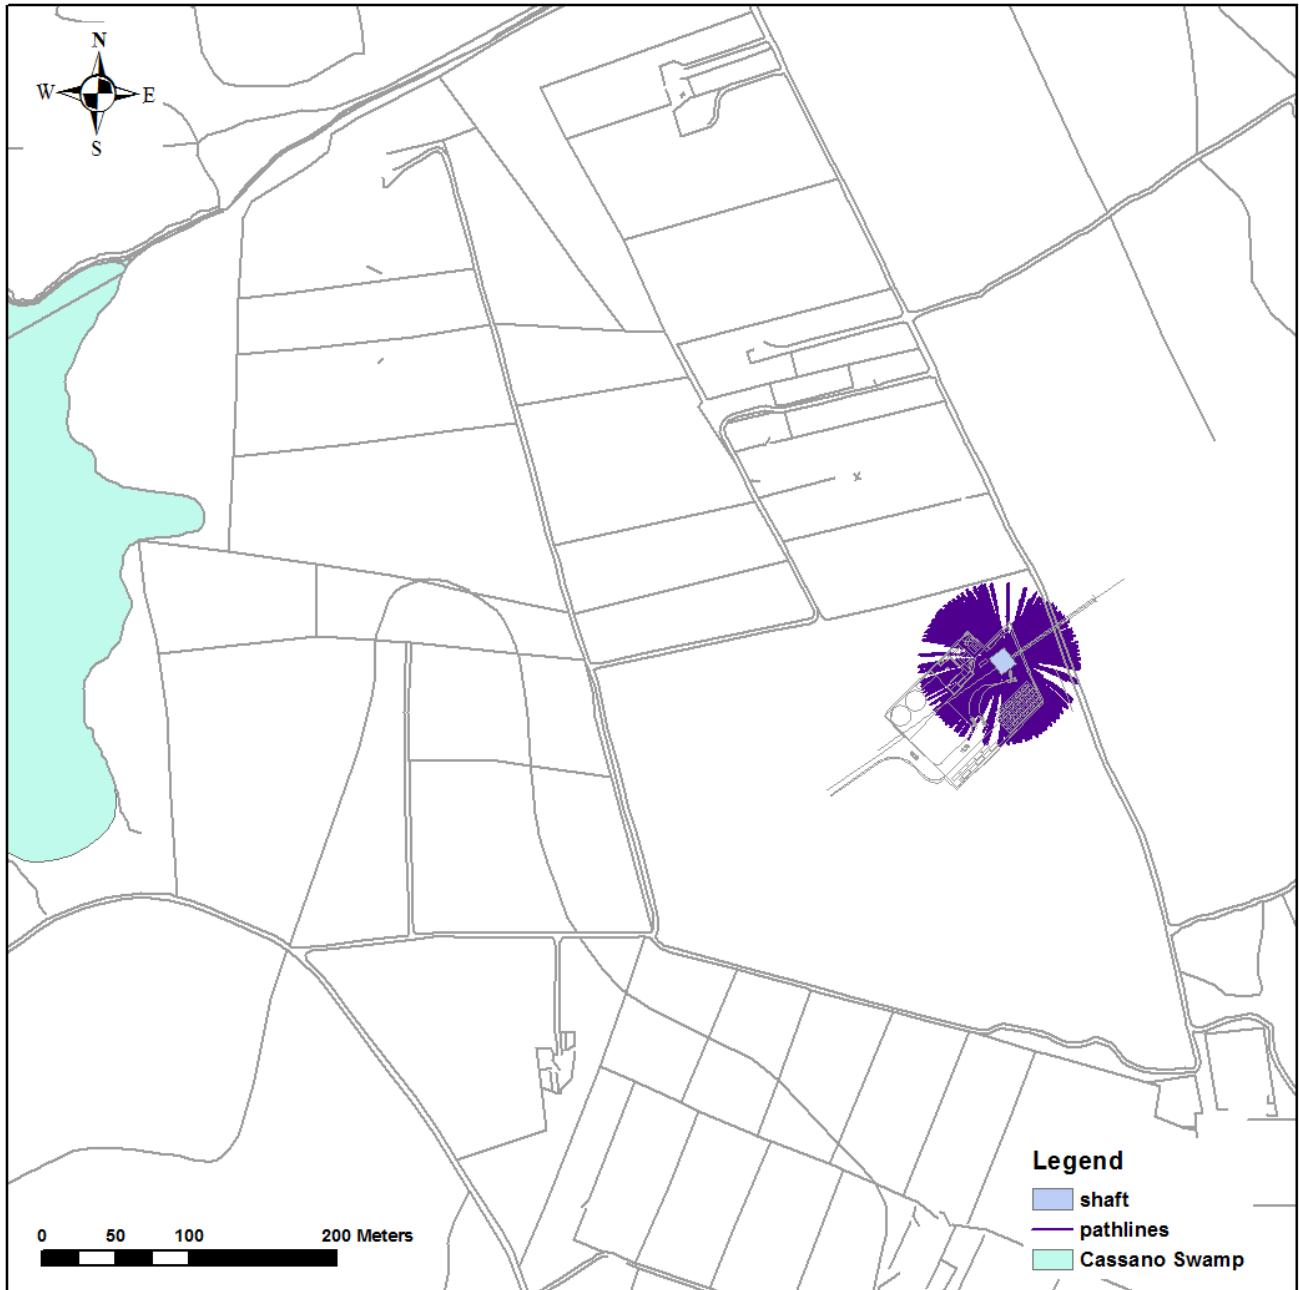 N
W E
S
Legend
shaft
pathlines
Cassano Swamp
0 50 100 200 Meters